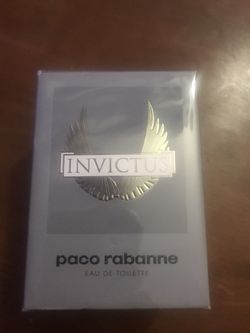 INVICTUS
paco rabanne
EAU DE TOILETTE